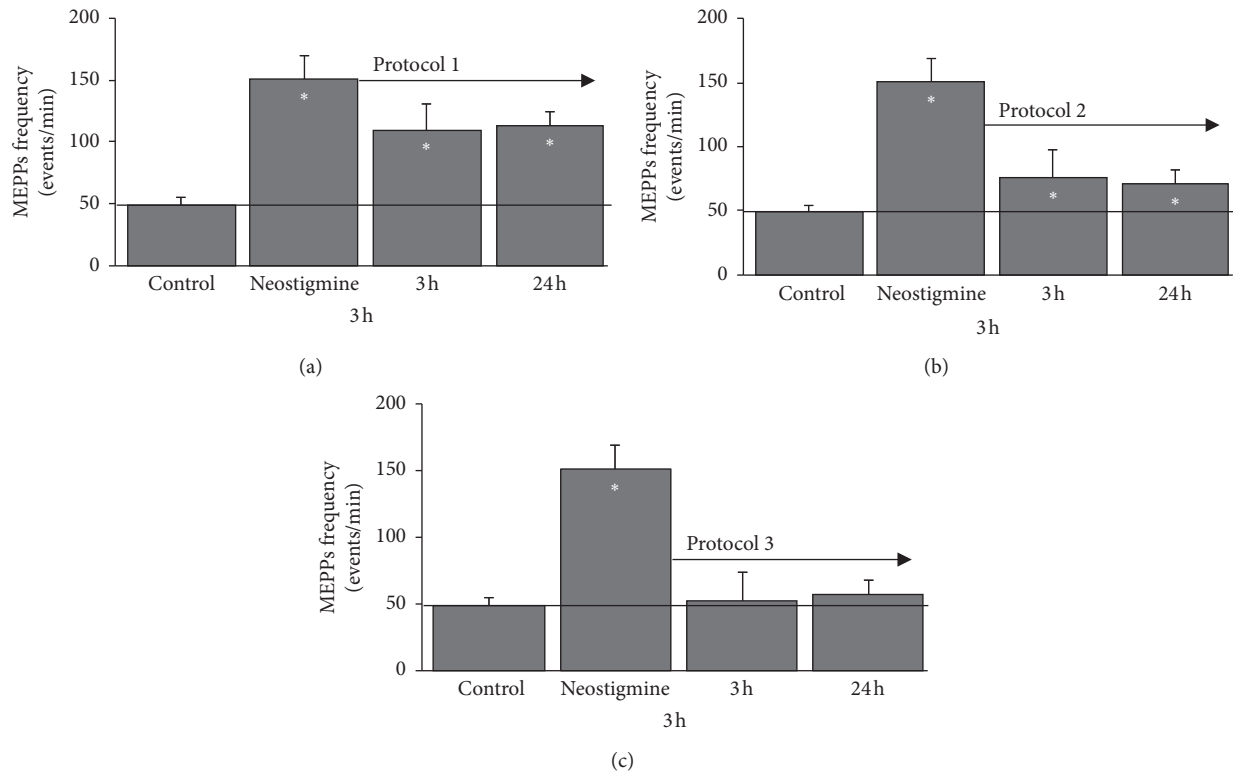 MEPPs frequency
(events/min)
200
150
100
50
0
Protocol 1
*
*
*
Control
Neostigmine
3 h
24 h
3 h
(a)
MEPPs frequency
(events/min)
200
150
100
50
0
Protocol 2
*
*
*
Control
Neostigmine
3 h
24 h
3 h
(b)
MEPPs frequency
(events/min)
200
150
100
50
0
Protocol 3
*
Control
Neostigmine
3 h
24 h
3 h
(c)